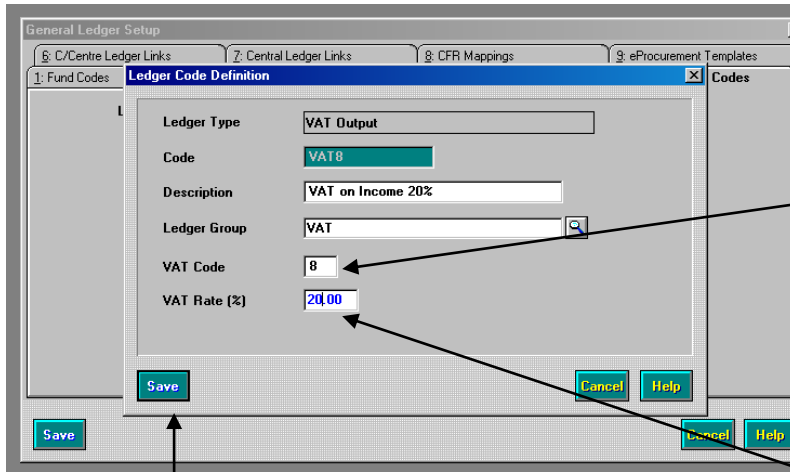 General Ledger Setup
6: C/Centre Ledger Links 7: Central Ledger Links 8: CFR Mappings 9: eProcurement Templates
1: Fund Codes Ledger Code Definition Codes
L
Ledger Type VAT Output
Code VAT8
Description VAT on Income 20%
Ledger Group VAT
VAT Code 8
VAT Rate (%) 20.00
Save Cancel Help
Save Cancel Help